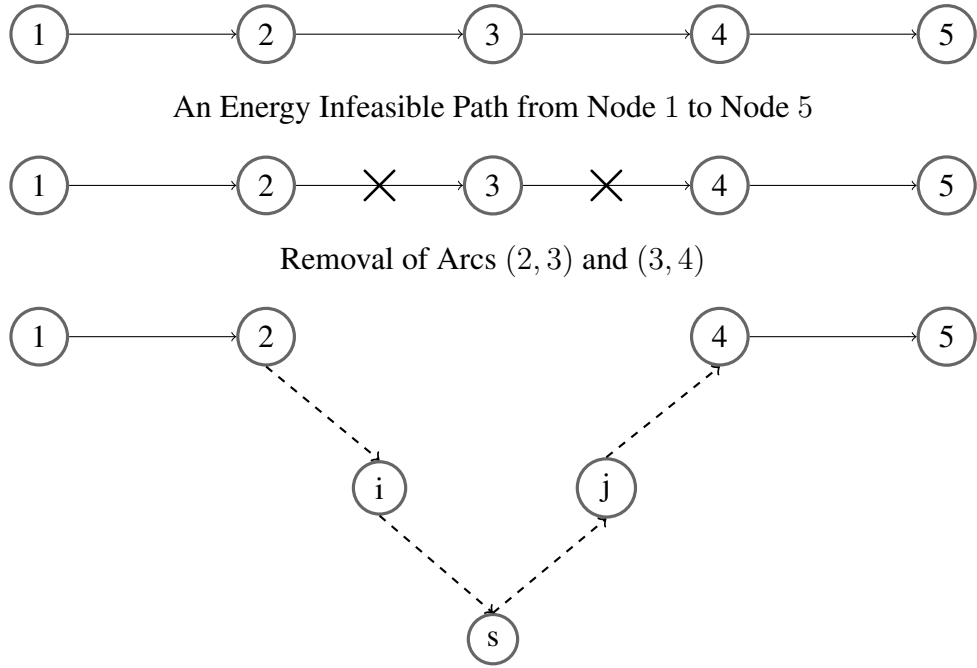 1 2 3 4 5
An Energy Infeasible Path from Node 1 to Node 5
1 2 3 4 5
Removal of Arcs (2, 3) and (3, 4)
1 2 4 5
i j
s